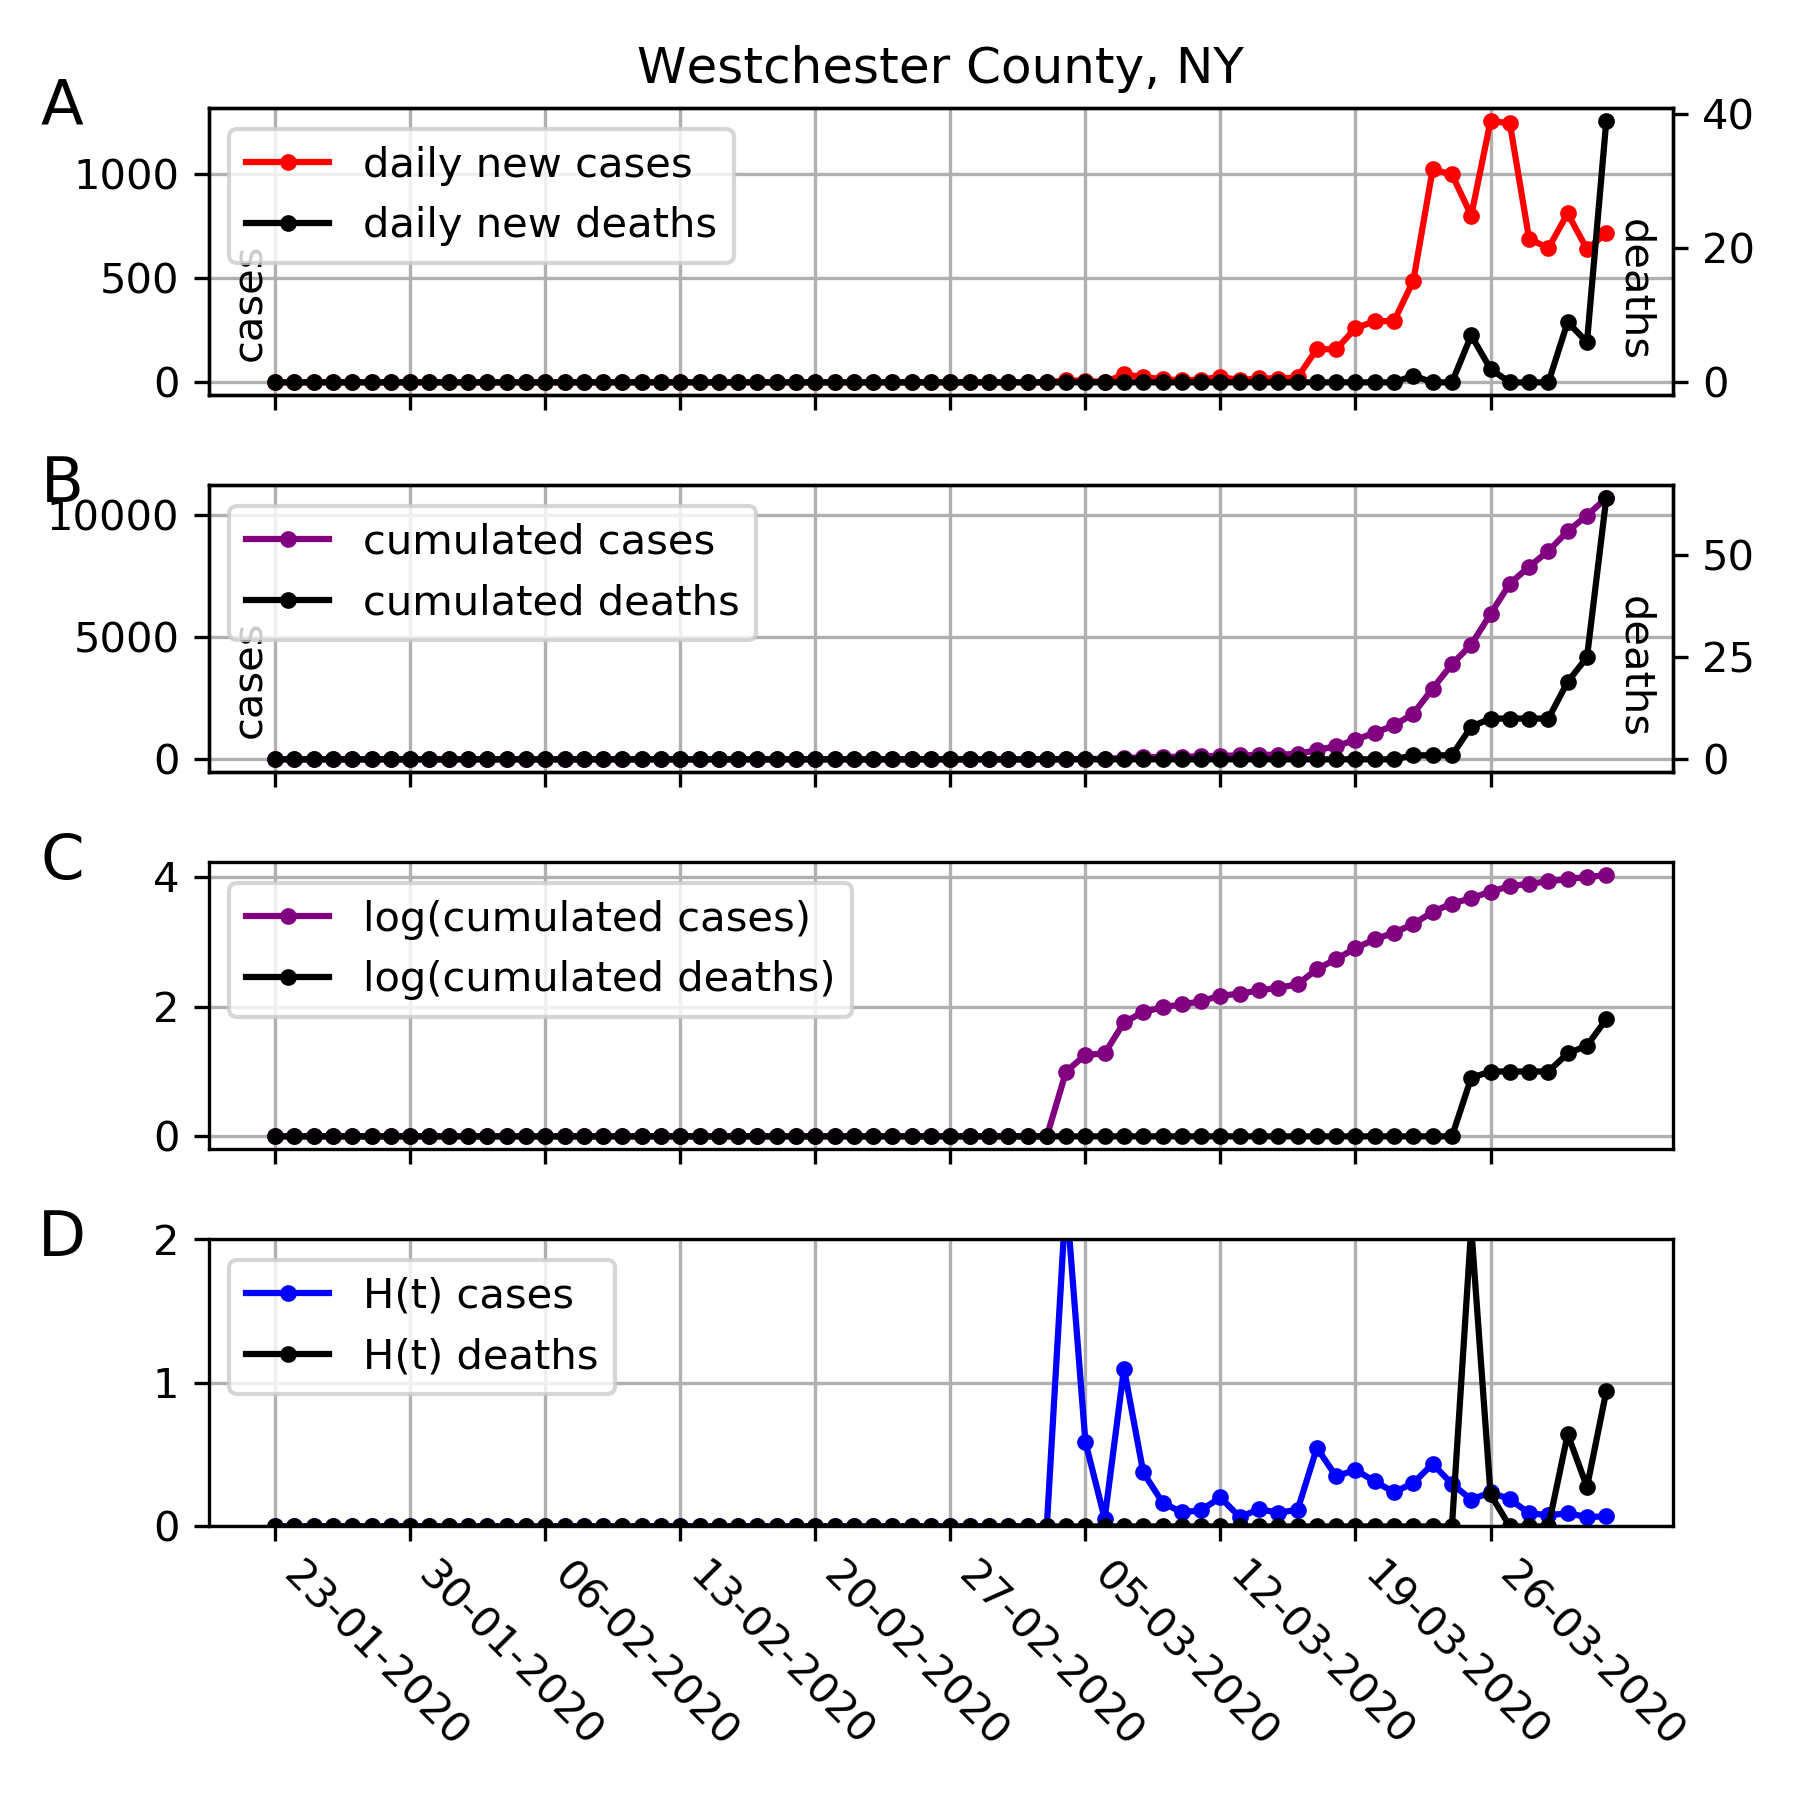 Westchester County, NY
A
daily new cases
daily new deaths
1000
500
0
cases
40
20
0
deaths
B
cumulated cases
cumulated deaths
10000
5000
0
cases
50
25
0
deaths
C
log(cumulated cases)
log(cumulated deaths)
4
2
0
D
H(t) cases
H(t) deaths
2
1
0
23-01-2020
30-01-2020
06-02-2020
13-02-2020
20-02-2020
27-02-2020
05-03-2020
12-03-2020
19-03-2020
26-03-2020